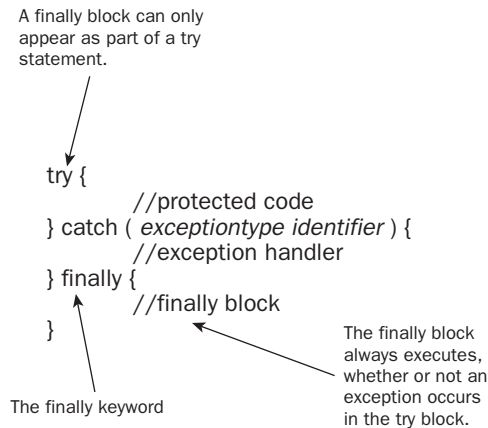 A finally block can only
appear as part of a try
statement.
try {
//protected code
} catch ( exceptiontype identifier ) {
//exception handler
} finally {
//finally block
}
The finally block
always executes,
whether or not an
exception occurs
in the try block.
The finally keyword